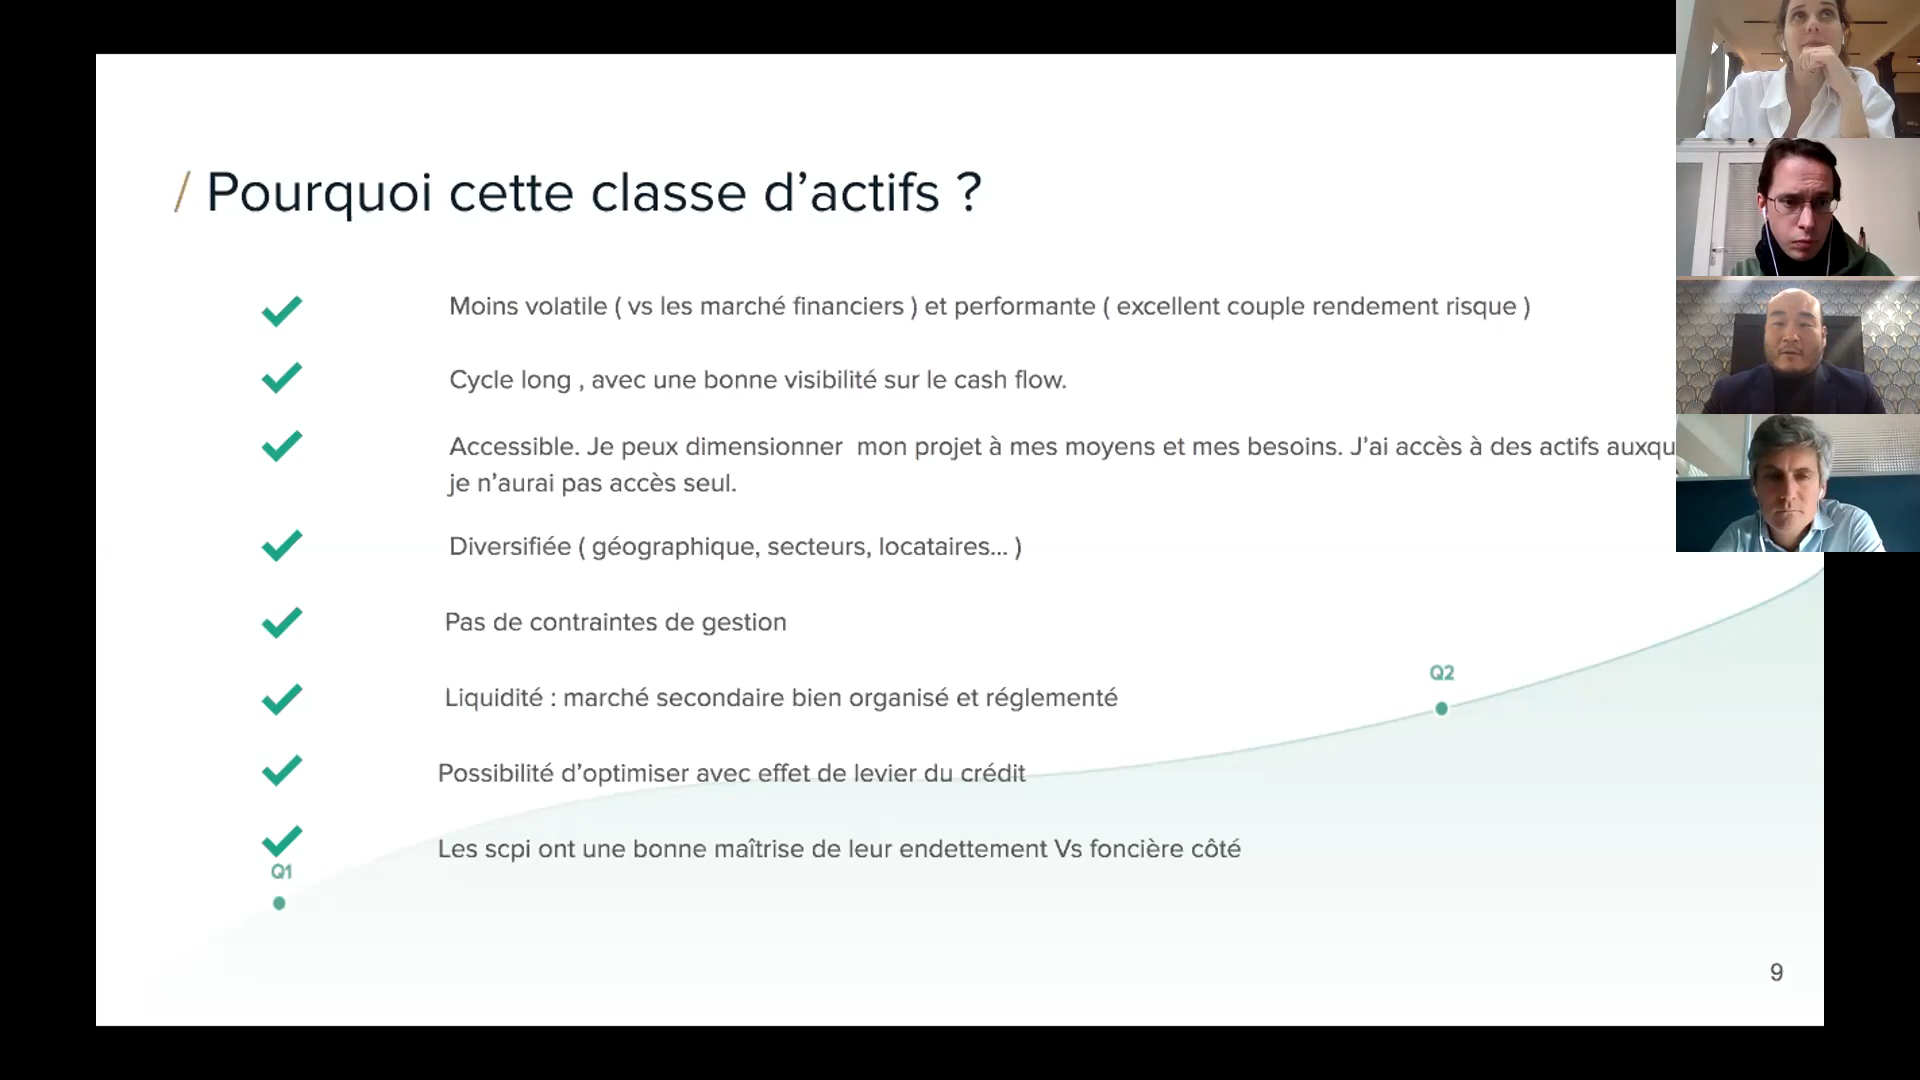 / Pourquoi cette classe d’actifs ?
Moins volatile ( vs les marché financiers ) et performante ( excellent couple rendement risque )
Cycle long , avec une bonne visibilité sur le cash flow.
Accessible. Je peux dimensionner mon projet à mes moyens et mes besoins. J’ai accès à des actifs
je n’aurai pas accès seul.
Diversifiée ( géographique, secteurs, locataires... )
Pas de contraintes de gestion
Q2
Liquidité : marché secondaire bien organisé et réglementé
Possibilité d’optimiser avec effet de levier du crédit
Les scpi ont une bonne maîtrise de leur endettement Vs foncière côté
Q1
9